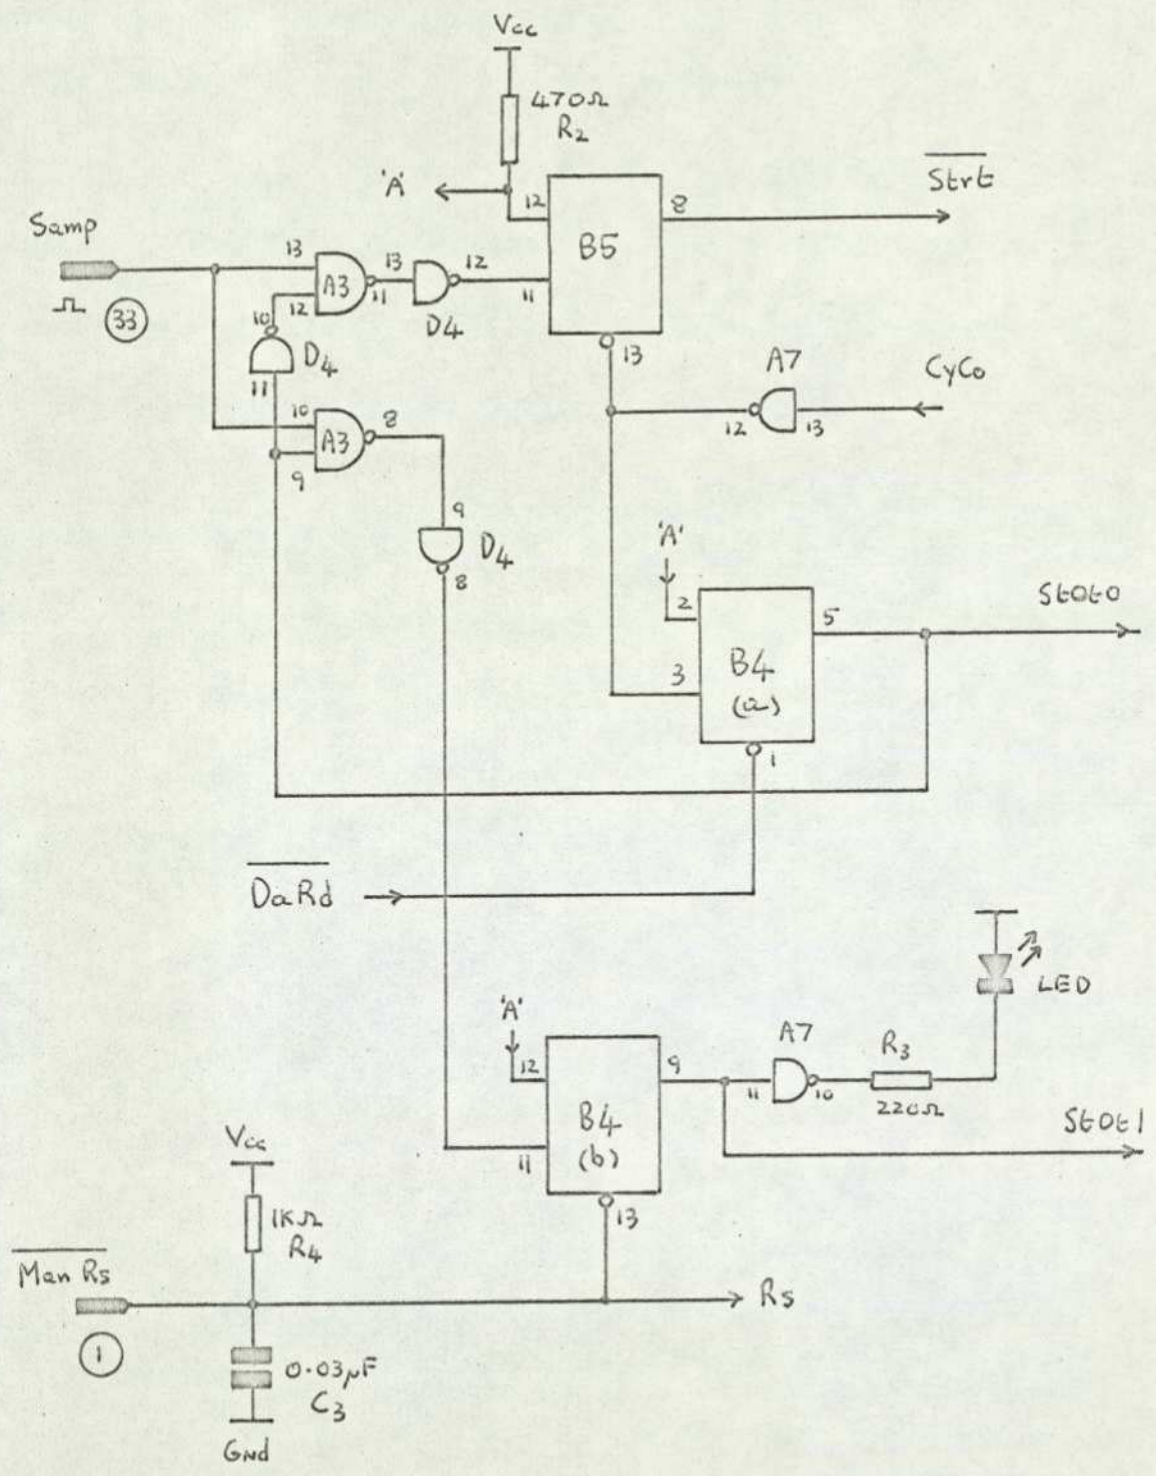 Vcc
470Ω
R2
'A'
12
8
Strt
B5
Samp
13
A3
13
12
11
12
11
D4
33
10
D4
11
13
A7
CyCo
12
13
10
A3
8
9
9
D4
8
'A'
2
5
Stat0
B4
(a)
3
1
DaRd
LED
'A'
12
9
A7
R3
11
10
220Ω
B4
(b)
11
Stat1
13
Vcc
1KΩ
R4
Man Rs
Rs
1
0.03µF
C3
Gnd